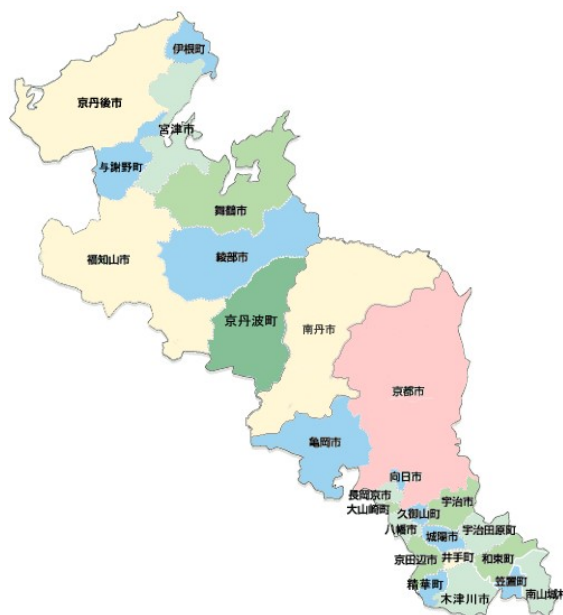 伊根町
京丹後市
宮津市
与謝野町
舞鶴市
福知山市
綾部市
京丹波町
南丹市
京都市
亀岡市
向日市
長岡京市
大山崎町
宇治市
久御山町
八幡市
宇治田原町
城陽市
京田辺市
井手町
和束町
精華町
笠置町
木津川市
南山城村